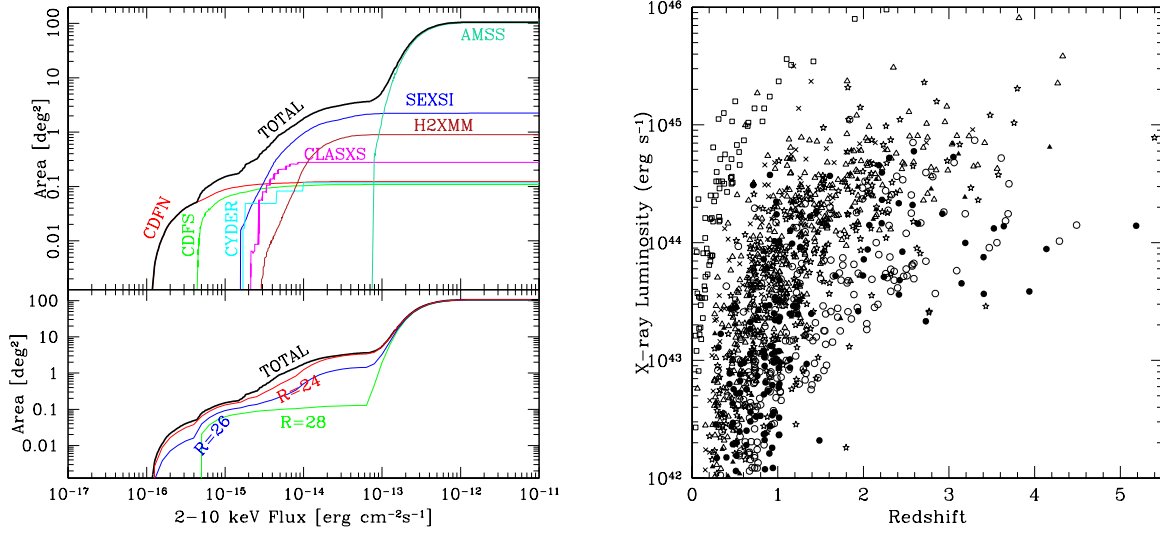 100
10
1
0.1
0.01
Area [deg²]
AMSS
SEXSI
TOTAL
H2XMM
CLASXS
CDFN
CDFS
CYDER
100
10
1
0.1
0.01
Area [deg²]
TOTAL
R=24
R=26
R=28
10⁻¹⁷ 10⁻¹⁶ 10⁻¹⁵ 10⁻¹⁴ 10⁻¹³ 10⁻¹² 10⁻¹¹
2−10 keV Flux [erg cm⁻²s⁻¹]
10⁴⁶
10⁴⁵
10⁴⁴
10⁴³
10⁴²
X−ray Luminosity (erg s⁻¹)
0 1 2 3 4 5
Redshift